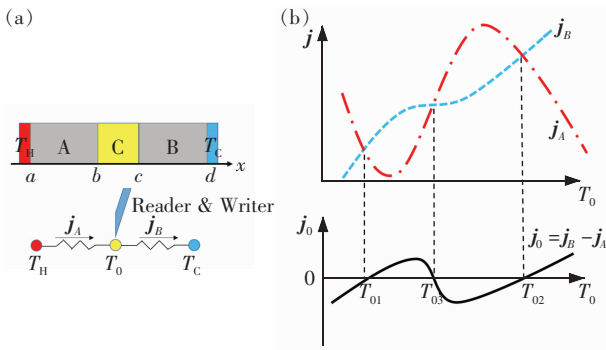 (a)
T_H A C B T_C
a b c d x
Reader & Writer
j_A j_B
T_H T_0 T_C
(b)
j
j_B
j_A
T_0
j_0
j_0 = j_B − j_A
0
T_01 T_03 T_02 T_0